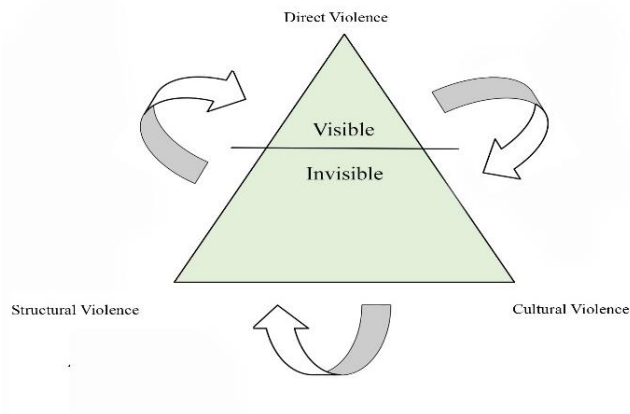 Direct Violence
Visible
Invisible
Structural Violence
Cultural Violence